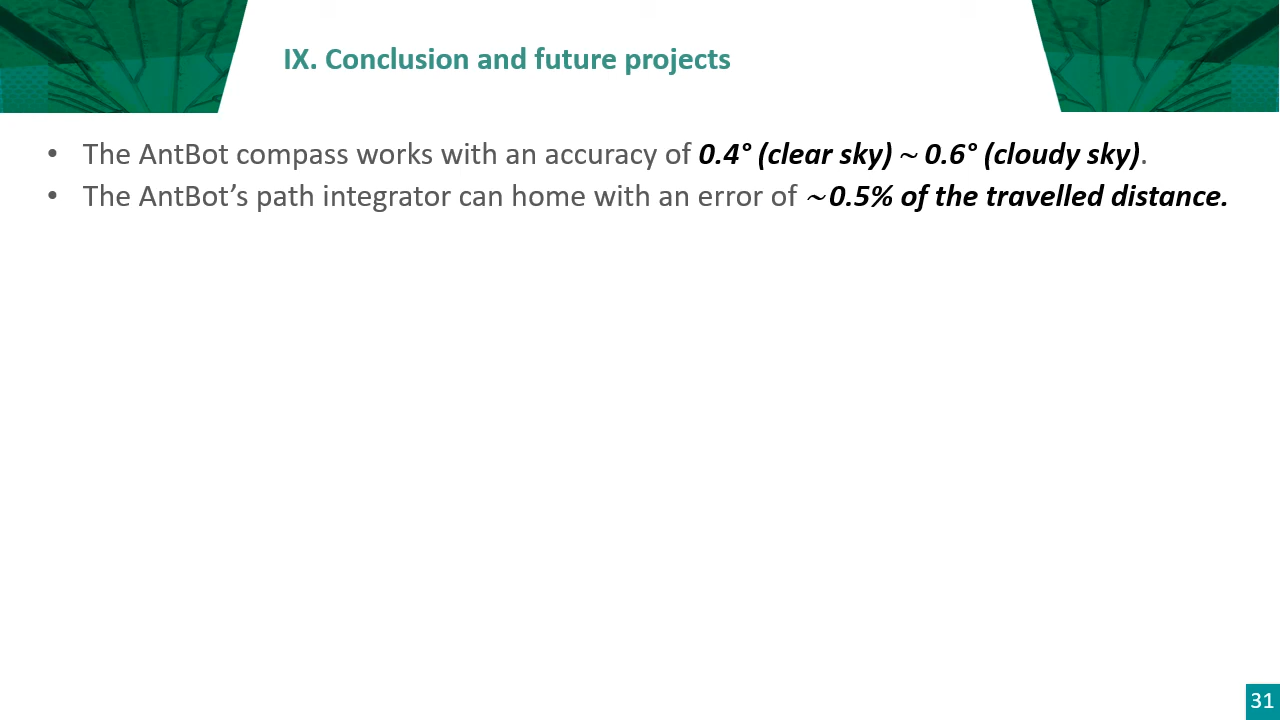 IX. Conclusion and future projects
• The AntBot compass works with an accuracy of 0.4° (clear sky) ~ 0.6° (cloudy sky).
• The AntBot’s path integrator can home with an error of ~0.5% of the travelled distance.
31